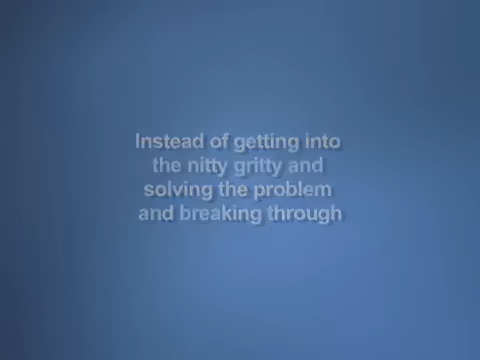 Instead of getting into
the nitty gritty and
solving the problem
and breaking through